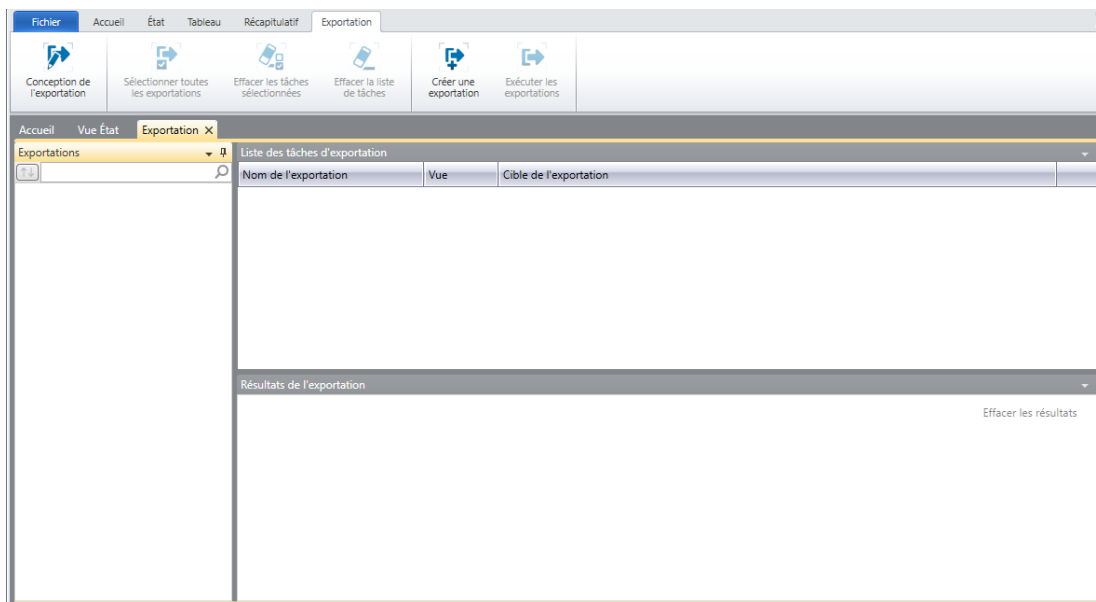 Fichier Accueil État Tableau Récapitulatif Exportation
Conception de l'exportation
Sélectionner toutes les exportations
Effacer les tâches sélectionnées
Effacer la liste de tâches
Créer une exportation
Exécuter les exportations
Accueil Vue État Exportation
Exportations
Liste des tâches d'exportation
Nom de l'exportation Vue Cible de l'exportation
Résultats de l'exportation
Effacer les résultats